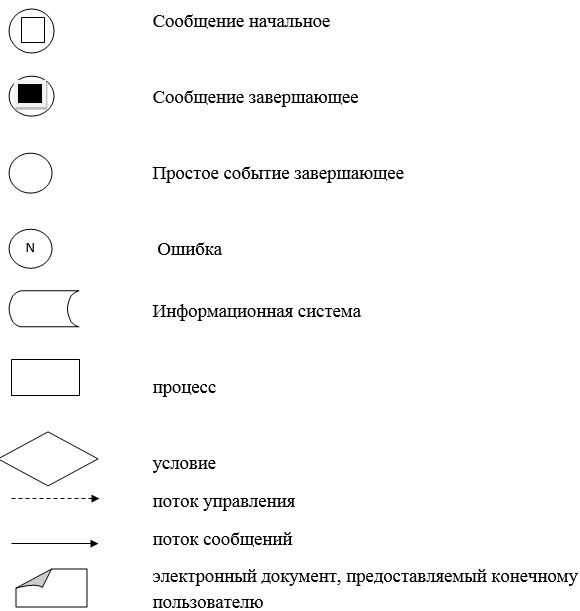 Сообщение начальное
Сообщение завершающее
Простое событие завершающее
N Ошибка
Информационная система
процесс
условие
поток управления
поток сообщений
электронный документ, предоставляемый конечному
пользователю